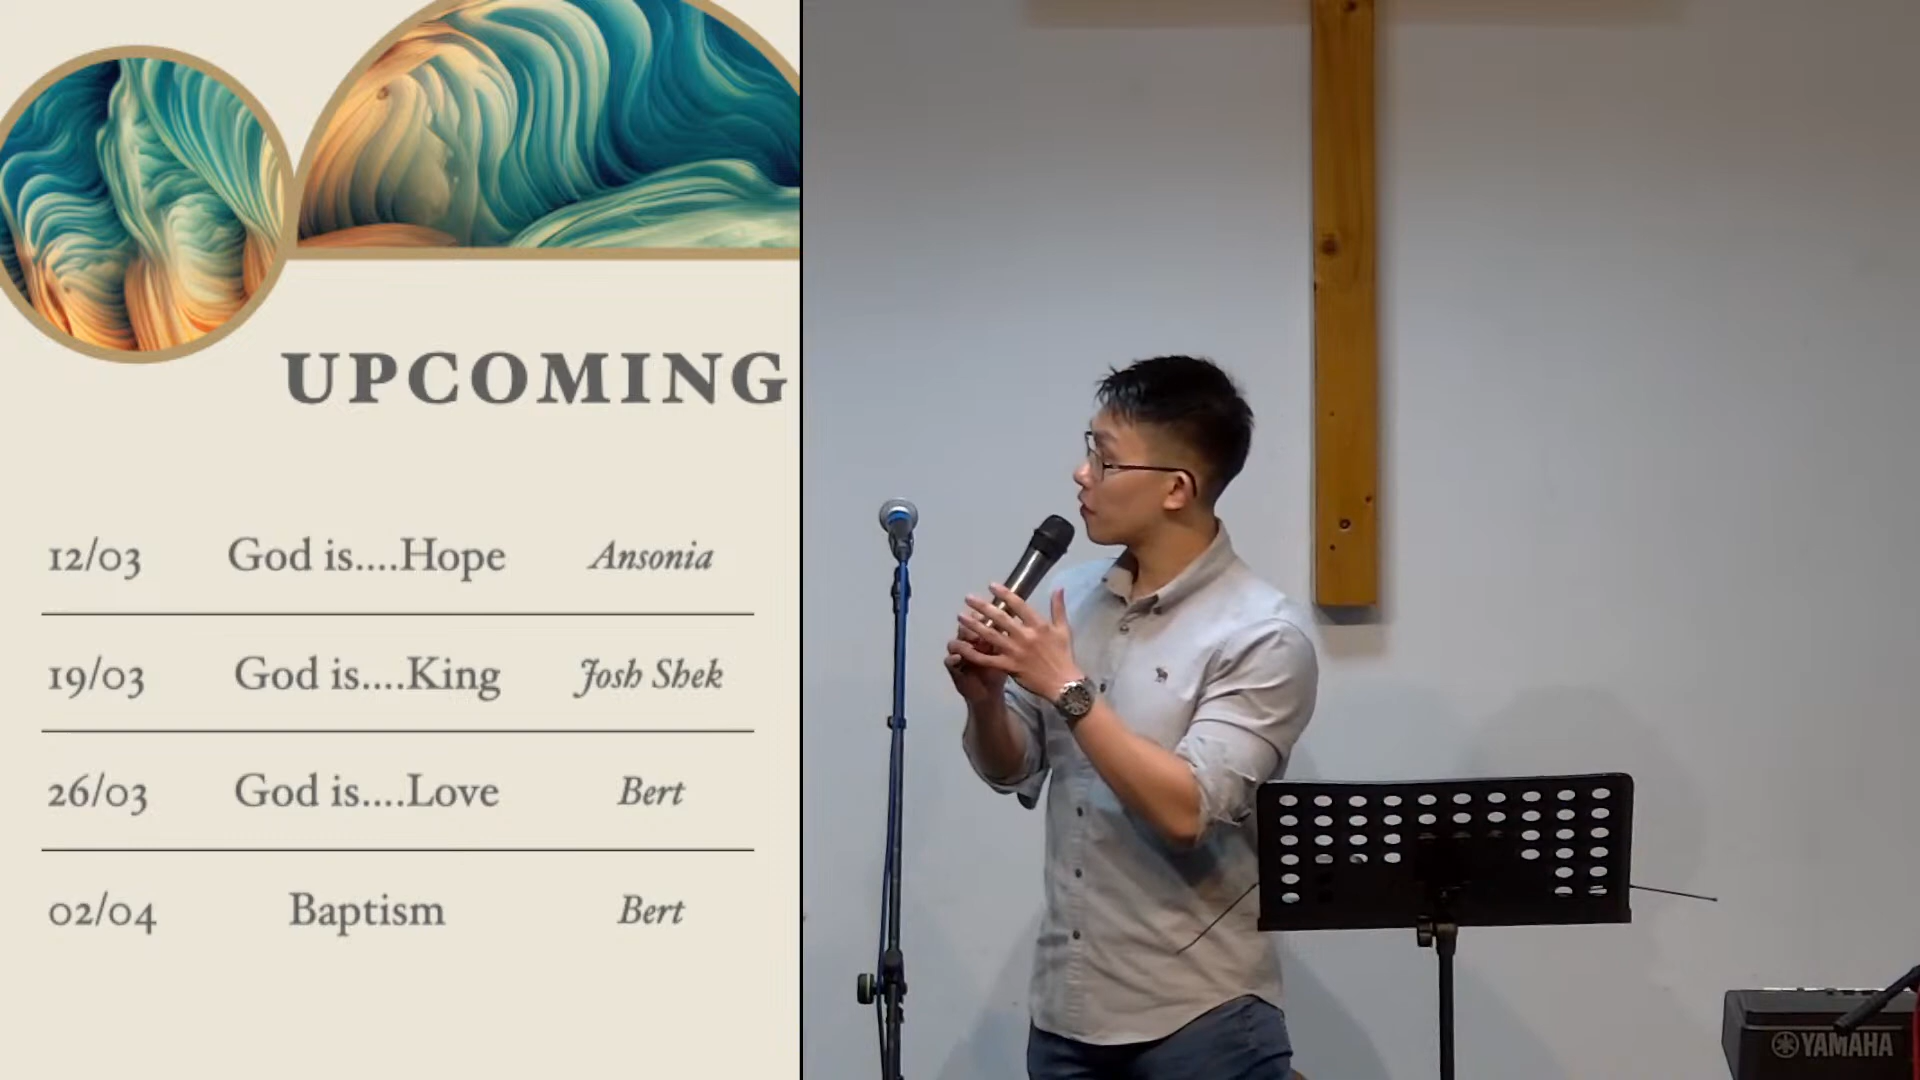 UPCOMING
12/03 God is....Hope Ansonia
19/03 God is....King Josh Shek
26/03 God is....Love Bert
02/04 Baptism Bert
YAMAHA